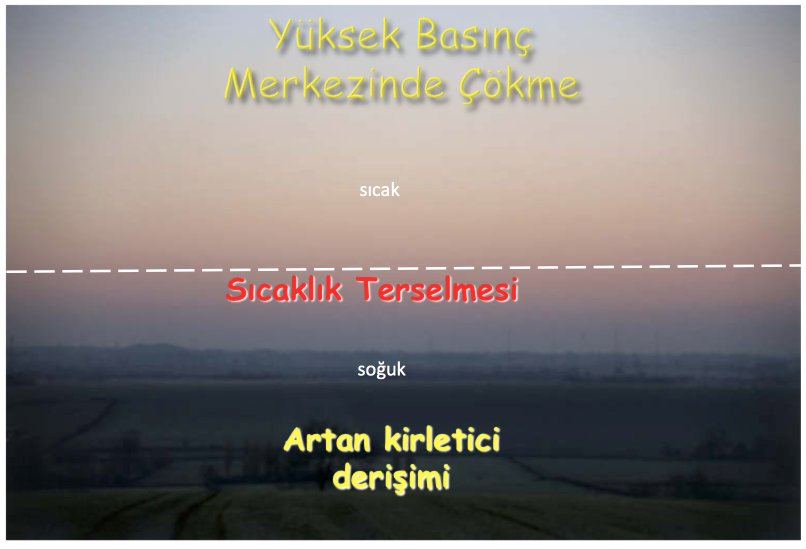 Yüksek Basınç
Merkezinde Çökme
sıcak
Sıcaklık Terselmesi
soğuk
Artan kirletici
derişimi